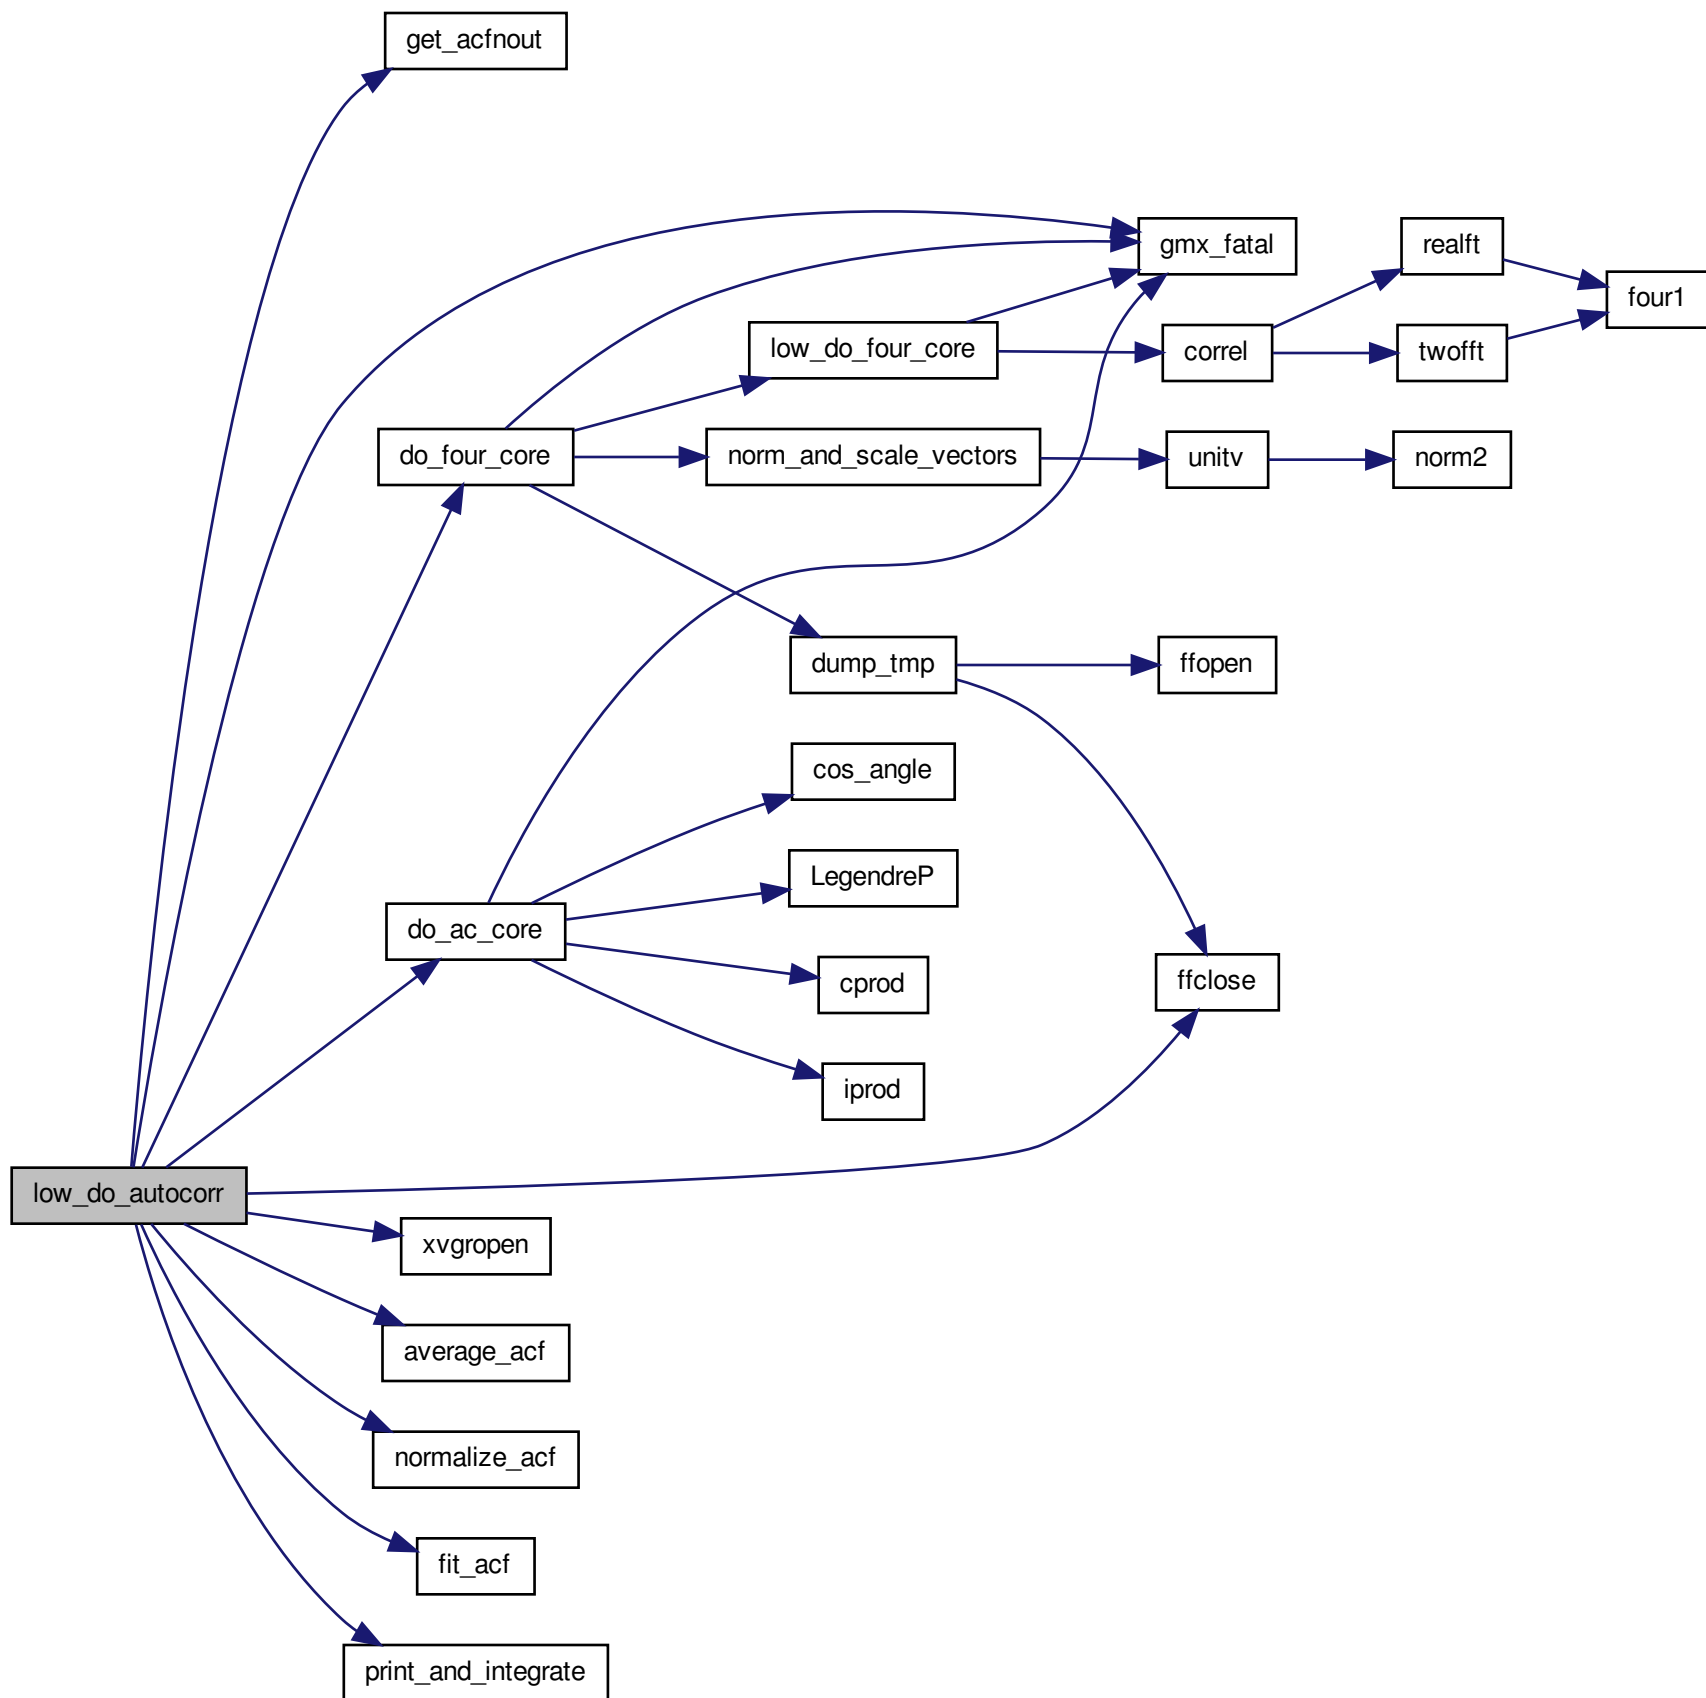 get_acfnout
gmx_fatal
realft
four1
low_do_four_core
correl
twofft
do_four_core
norm_and_scale_vectors
unitv
norm2
dump_tmp
ffopen
cos_angle
LegendreP
do_ac_core
cprod
ffclose
iprod
low_do_autocorr
xvgropen
average_acf
normalize_acf
fit_acf
print_and_integrate